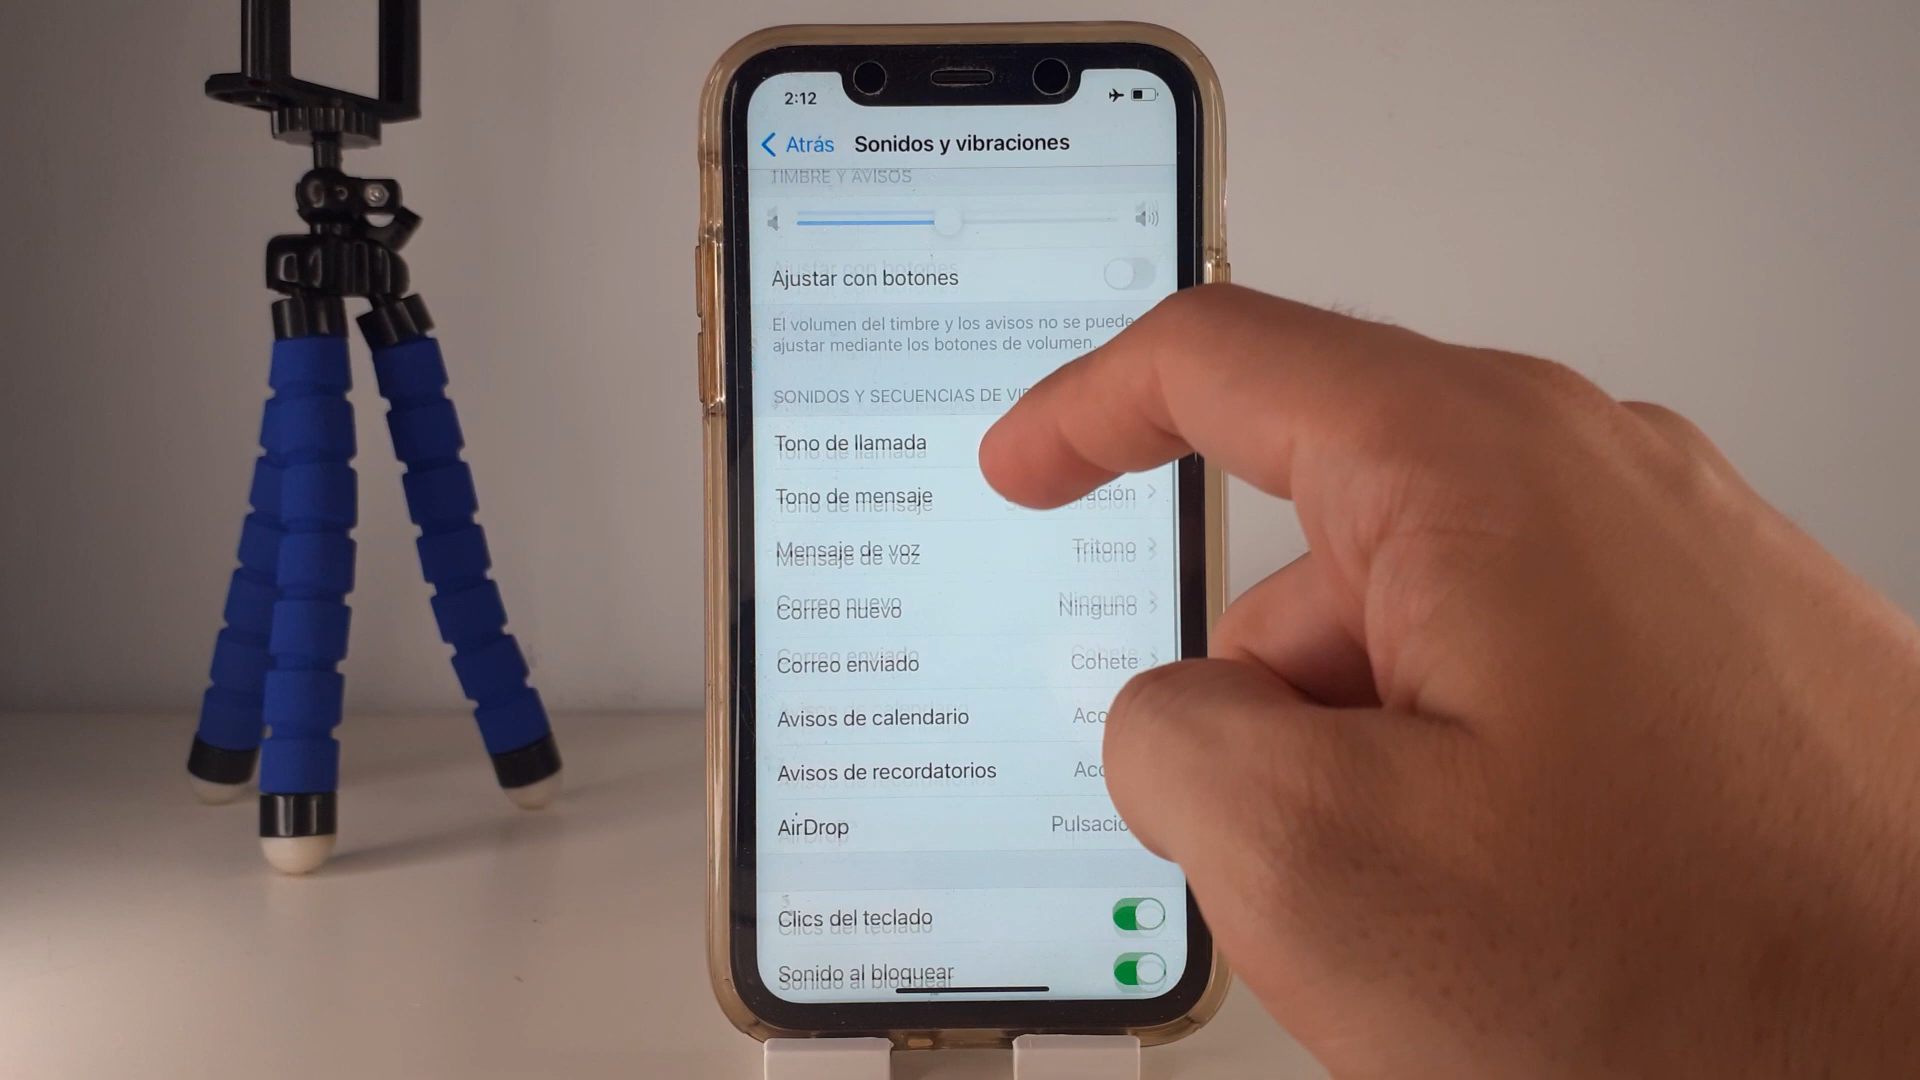 2:12
Atrás Sonidos y vibraciones
TIMBRE Y AVISOS
Ajustar con botones
El volumen del timbre y los avisos no se puede
ajustar mediante los botones de volumen.
SONIDOS Y SECUENCIAS DE
Tono de llamada
Tono de mensaje
Mensaje de voz Tritono
Correo nuevo Ninguno
Correo enviado Cohete
Avisos de calendario
Avisos de recordatorios
AirDrop
Clics del teclado
Sonido al bloquear